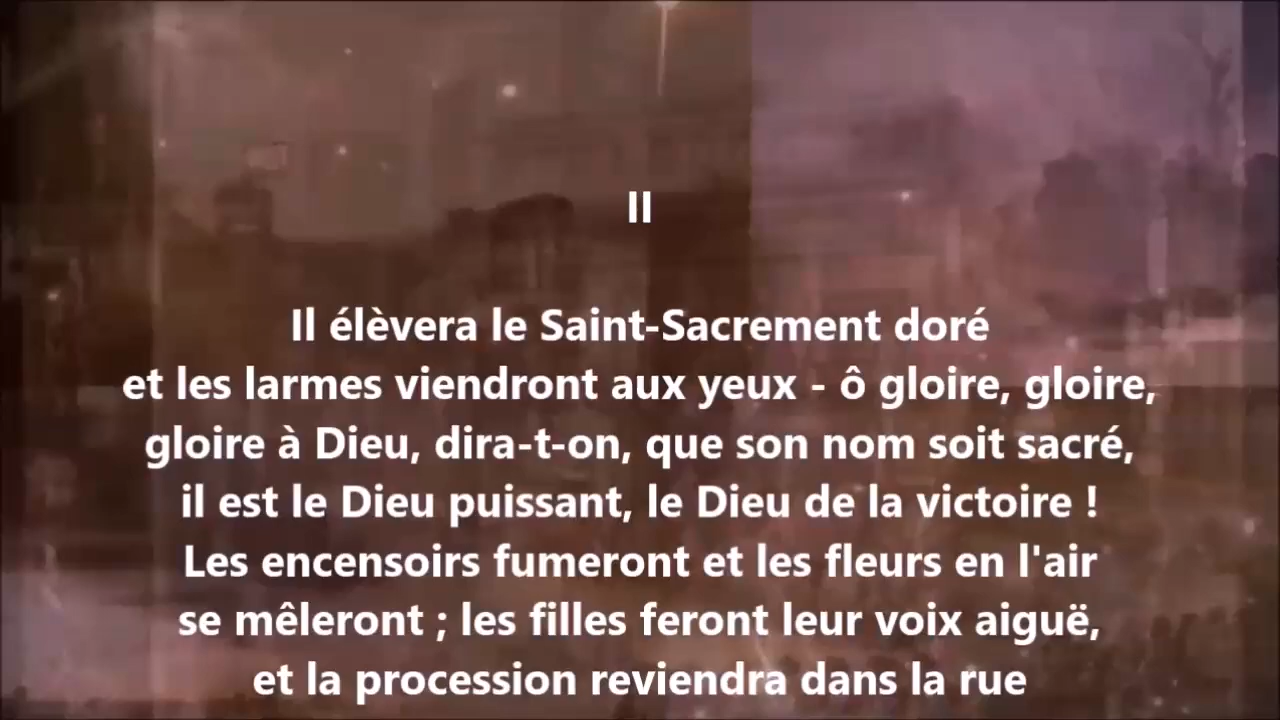 II
Il élèvera le Saint-Sacrement doré
et les larmes viendront aux yeux - ô gloire, gloire,
gloire à Dieu, dira-t-on, que son nom soit sacré,
il est le Dieu puissant, le Dieu de la victoire !
Les encensoirs fumeront et les fleurs en l'air
se mêleront ; les filles feront leur voix aiguë,
et la procession reviendra dans la rue